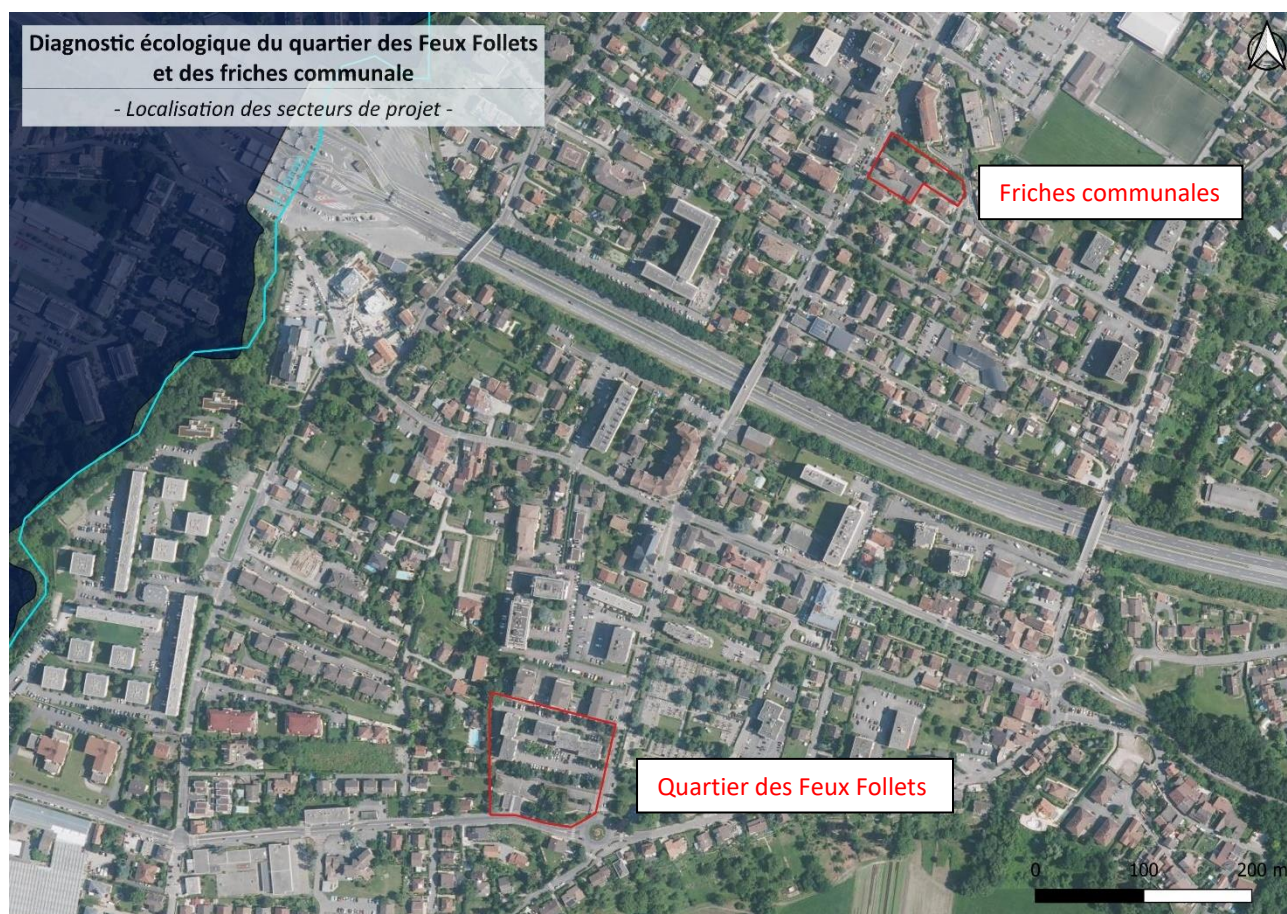 Diagnostic écologique du quartier des Feux Follets
et des friches communale
- Localisation des secteurs de projet -
Friches communales
Quartier des Feux Follets
0 100 200 m